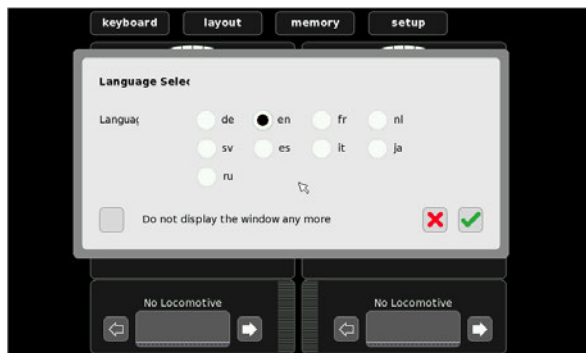 keyboard layout memory setup
Language Selec
Languag
de en fr nl
sv es it ja
ru
Do not display the window any more
No Locomotive No Locomotive